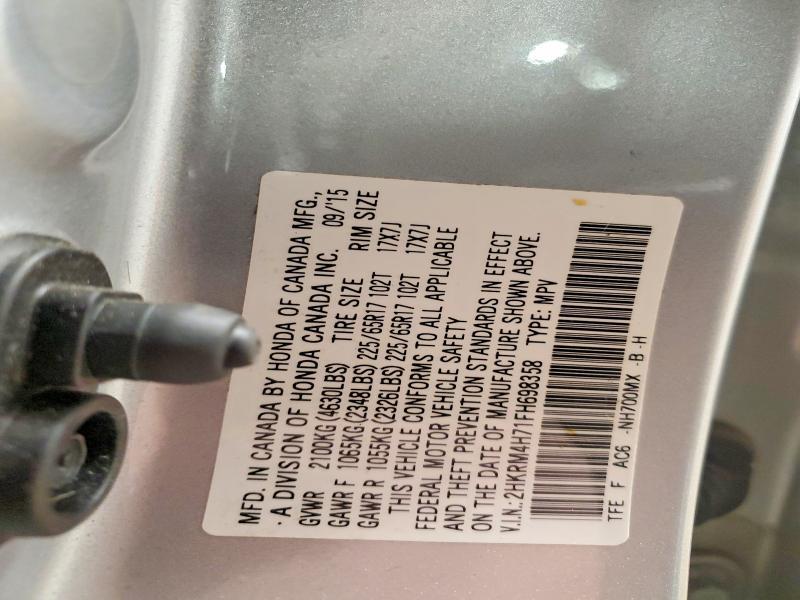 MFD. IN CANADA BY HONDA OF CANADA MFG.,
·A DIVISION OF HONDA CANADA INC. 09/'15
GVWR 2100KG(4630LBS) TIRE SIZE RIM SIZE
GAWR F 1065KG(2348LBS) 225/65R17 102T 17X7J
GAWR R 1055KG(2326LBS) 225/65R17 102T 17X7J
THIS VEHICLE CONFORMS TO ALL APPLICABLE
FEDERAL MOTOR VEHICLE SAFETY
AND THEFT PREVENTION STANDARDS IN EFFECT
ON THE DATE OF MANUFACTURE SHOWN ABOVE.
V.I.N.:2HKRM4H71FH698358 TYPE: MPV
TFE F AC6 -NH700MX -B-H